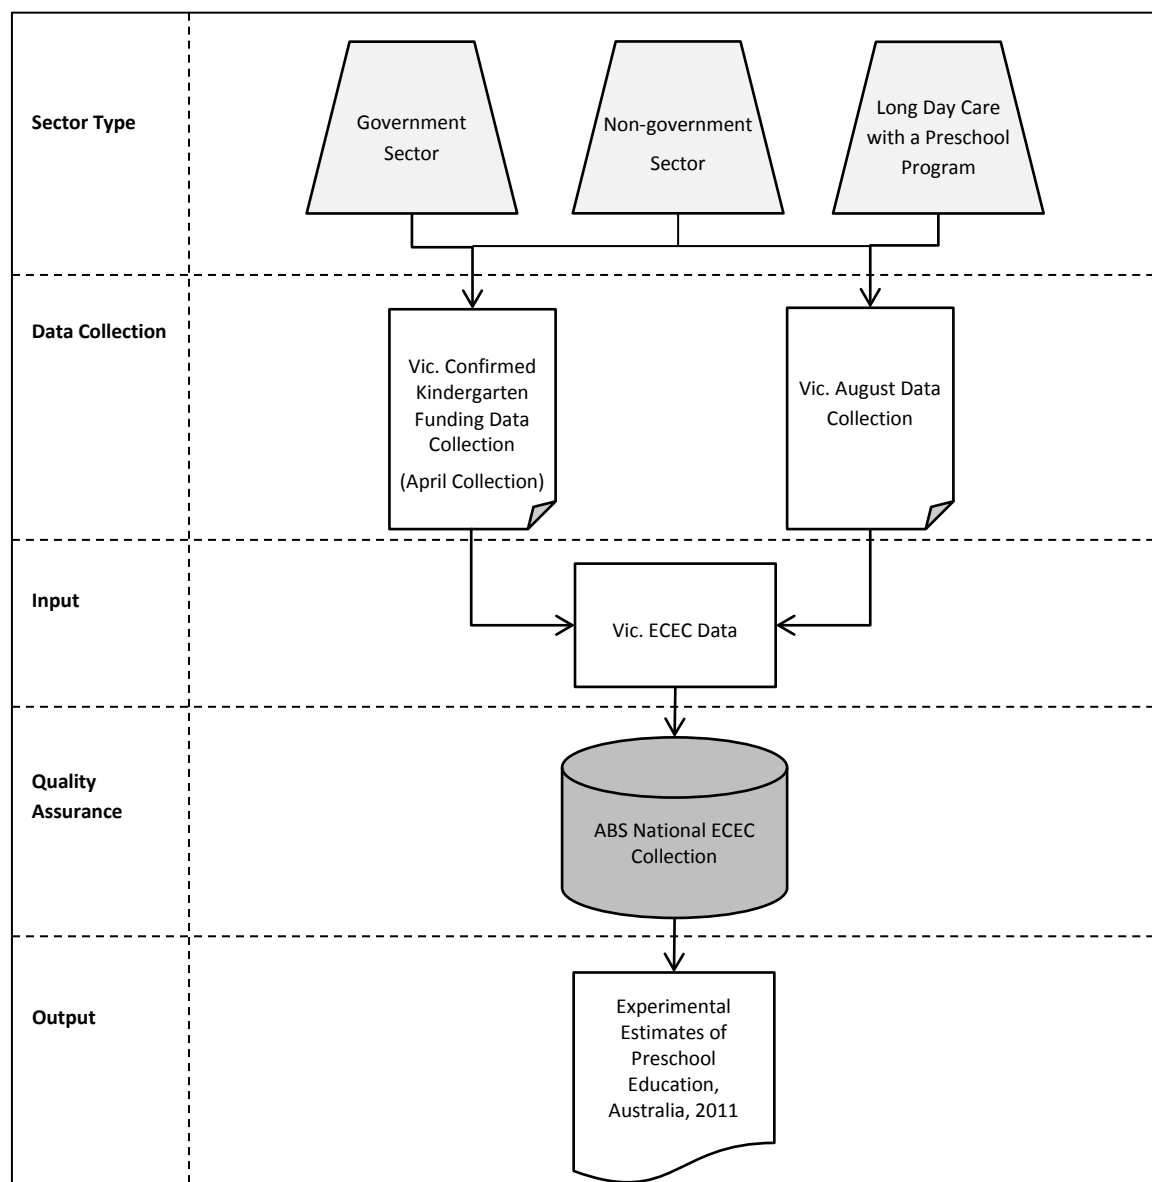 Sector Type
Government
Sector
Non-government
Sector
Long Day Care
with a Preschool
Program
Data Collection
Vic. Confirmed
Kindergarten
Funding Data
Collection
(April Collection)
Vic. August Data
Collection
Input
Vic. ECEC Data
Quality
Assurance
ABS National ECEC
Collection
Output
Experimental
Estimates of
Preschool
Education,
Australia, 2011